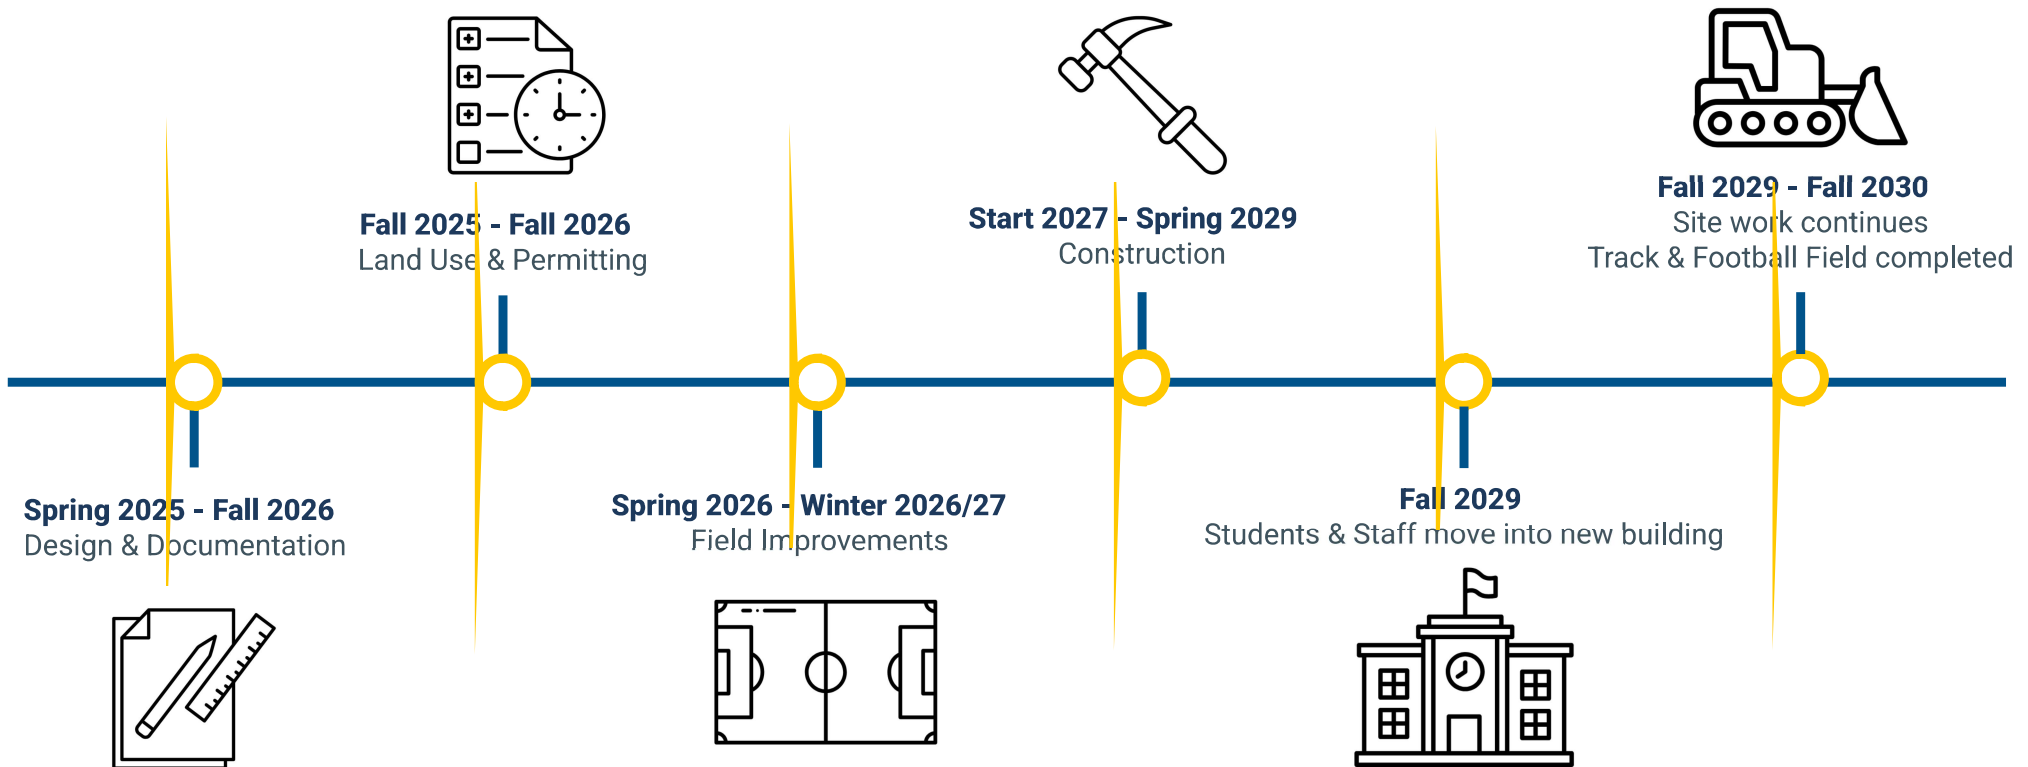 Spring 2025 - Fall 2026
Design & Documentation
Fall 2025 - Fall 2026
Land Use & Permitting
Spring 2026 - Winter 2026/27
Field Improvements
Start 2027 - Spring 2029
Construction
Fall 2029
Students & Staff move into new building
Fall 2029 - Fall 2030
Site work continues
Track & Football Field completed